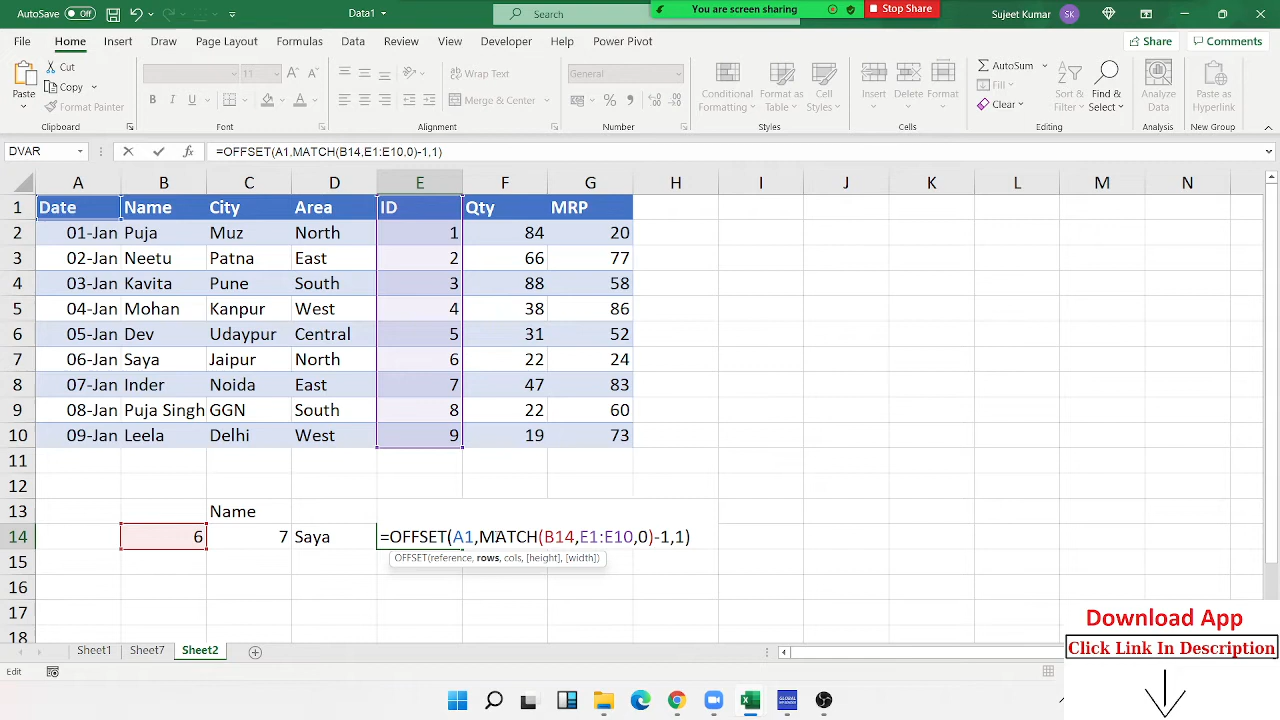 AutoSave Off Data1 Search You are screen sharing Stop Share Sujeet Kumar SK
File Home Insert Draw Page Layout Formulas Data Review View Developer Help Power Pivot Share Comments
Paste Cut Copy Format Painter Clipboard
11 B I U Font
Wrap Text Merge & Center Alignment
General % Number
Conditional Formatting Format as Table Cell Styles Styles
Insert Delete Format Cells
AutoSum Fill Clear Sort & Filter Find & Select Editing
Analyze Data Analysis
Paste as Hyperlink New Group
DVAR fx =OFFSET(A1,MATCH(B14,E1:E10,0)-1,1)
A B C D E F G H I J K L M N
1 Date Name City Area ID Qty MRP
2 01-Jan Puja Muz North 1 84 20
3 02-Jan Neetu Patna East 2 66 77
4 03-Jan Kavita Pune South 3 88 58
5 04-Jan Mohan Kanpur West 4 38 86
6 05-Jan Dev Udaypur Central 5 31 52
7 06-Jan Saya Jaipur North 6 22 24
8 07-Jan Inder Noida East 7 47 83
9 08-Jan Puja Singh GGN South 8 22 60
10 09-Jan Leela Delhi West 9 19 73
11
12
13 Name
14 6 7 Saya =OFFSET(A1,MATCH(B14,E1:E10,0)-1,1)
15 OFFSET(reference, rows, cols, [height], [width])
16
17
18
Download App
Click Link In Description
Sheet1 Sheet7 Sheet2
Edit